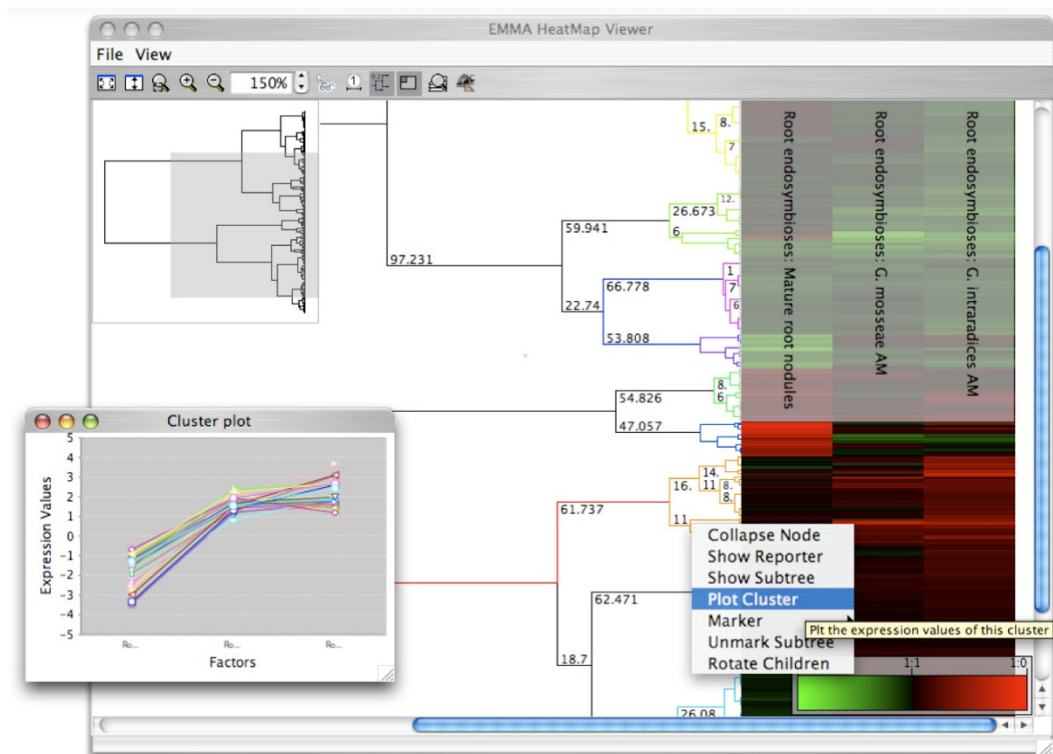 EMMA HeatMap Viewer
File View
150%
1
15.
8.
7
12.
26.673
6
59.941
97.231
1
66.778
7
6
22.74
53.808
8.
54.826
6
47.057
Root endosymbioses: Mature root nodules
Root endosymbioses: G. mosseae AM
Root endosymbioses: G. intraradices AM
14.
16.
11
8.
8.
61.737
11
62.471
18.7
26.08
Cluster plot
5
4
3
2
1
0
-1
-2
-3
-4
-5
Expression Values
Ro...
Ro...
Ro...
Factors
Collapse Node
Show Reporter
Show Subtree
Plot Cluster
Marker
Unmark Subtree
Rotate Children
Plt the expression values of this cluster
1:1
1:0